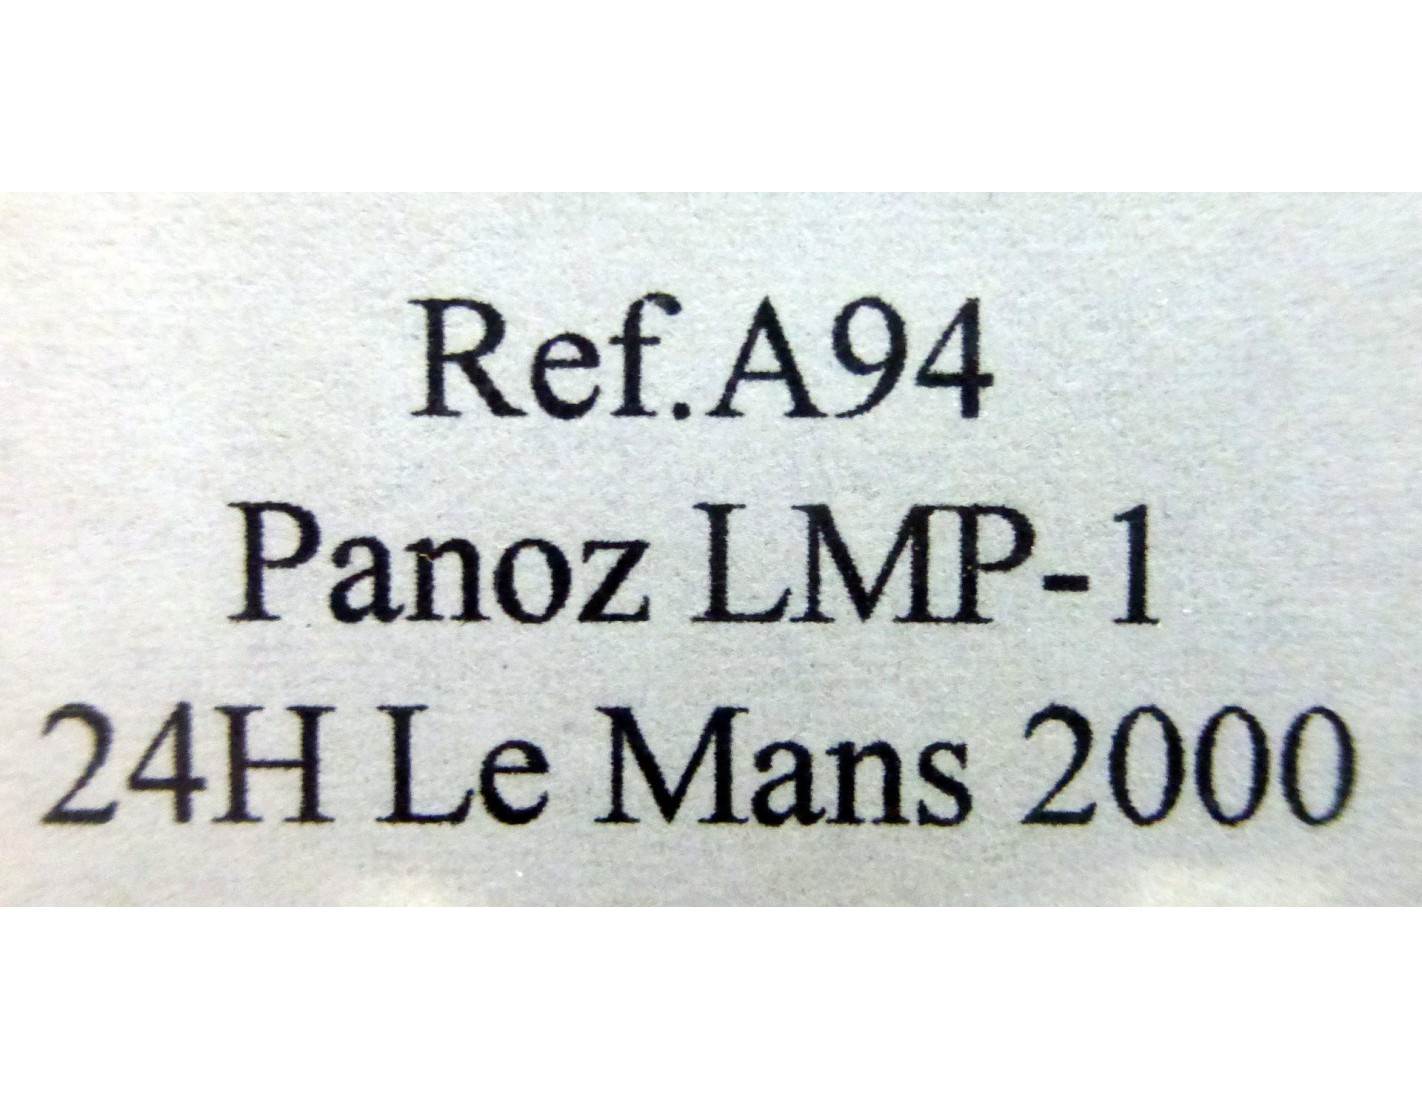 Ref.A94
Panoz LMP-1
24H Le Mans 2000